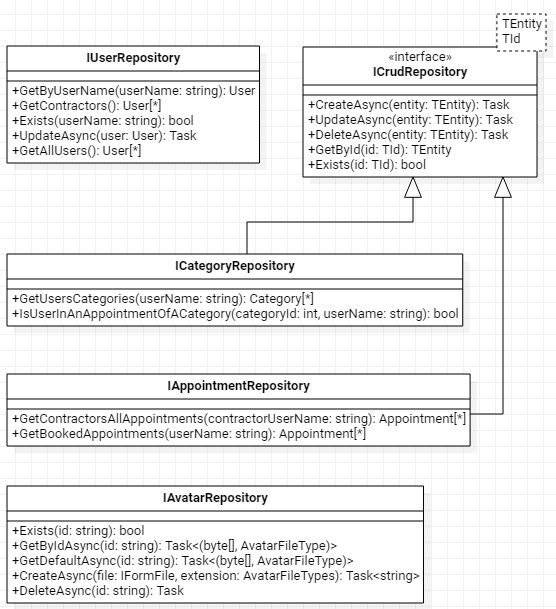 IUserRepository
+GetByUserName(userName: string): User
+GetContractors(): User[*]
+Exists(userName: string): bool
+UpdateAsync(user: User): Task
+GetAllUsers(): User[*]
TEntity
TId
«interface»
ICrudRepository
+CreateAsync(entity: TEntity): Task
+UpdateAsync(entity: TEntity): Task
+DeleteAsync(entity: TEntity): Task
+GetById(id: TId): TEntity
+Exists(id: TId): bool
ICategoryRepository
+GetUsersCategories(userName: string): Category[*]
+IsUserInAnAppointmentOfACategory(categoryId: int, userName: string): bool
IAppointmentRepository
+GetContractorsAllAppointments(contractorUserName: string): Appointment[*]
+GetBookedAppointments(userName: string): Appointment[*]
IAvatarRepository
+Exists(id: string): bool
+GetByIdAsync(id: string): Task<(byte[], AvatarFileType)>
+GetDefaultAsync(id: string): Task<(byte[], AvatarFileType)>
+CreateAsync(file: IFormFile, extension: AvatarFileTypes): Task<string>
+DeleteAsync(id: string): Task